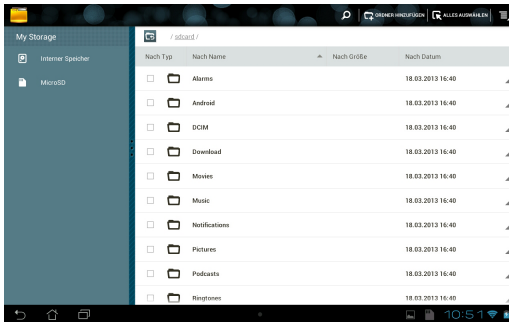 ORDNER HINZUFÜGEN ALLES AUSWÄHLEN
My Storage
/ sdcard /
Nach Typ Nach Name Nach Größe Nach Datum
Interner Speicher
MicroSD
Alarms 18.03.2013 16:40
Android 18.03.2013 16:40
DCIM 18.03.2013 16:40
Download 18.03.2013 16:40
Movies 18.03.2013 16:40
Music 18.03.2013 16:40
Notifications 18.03.2013 16:40
Pictures 18.03.2013 16:40
Podcasts 18.03.2013 16:40
Ringtones 18.03.2013 16:40
10:51